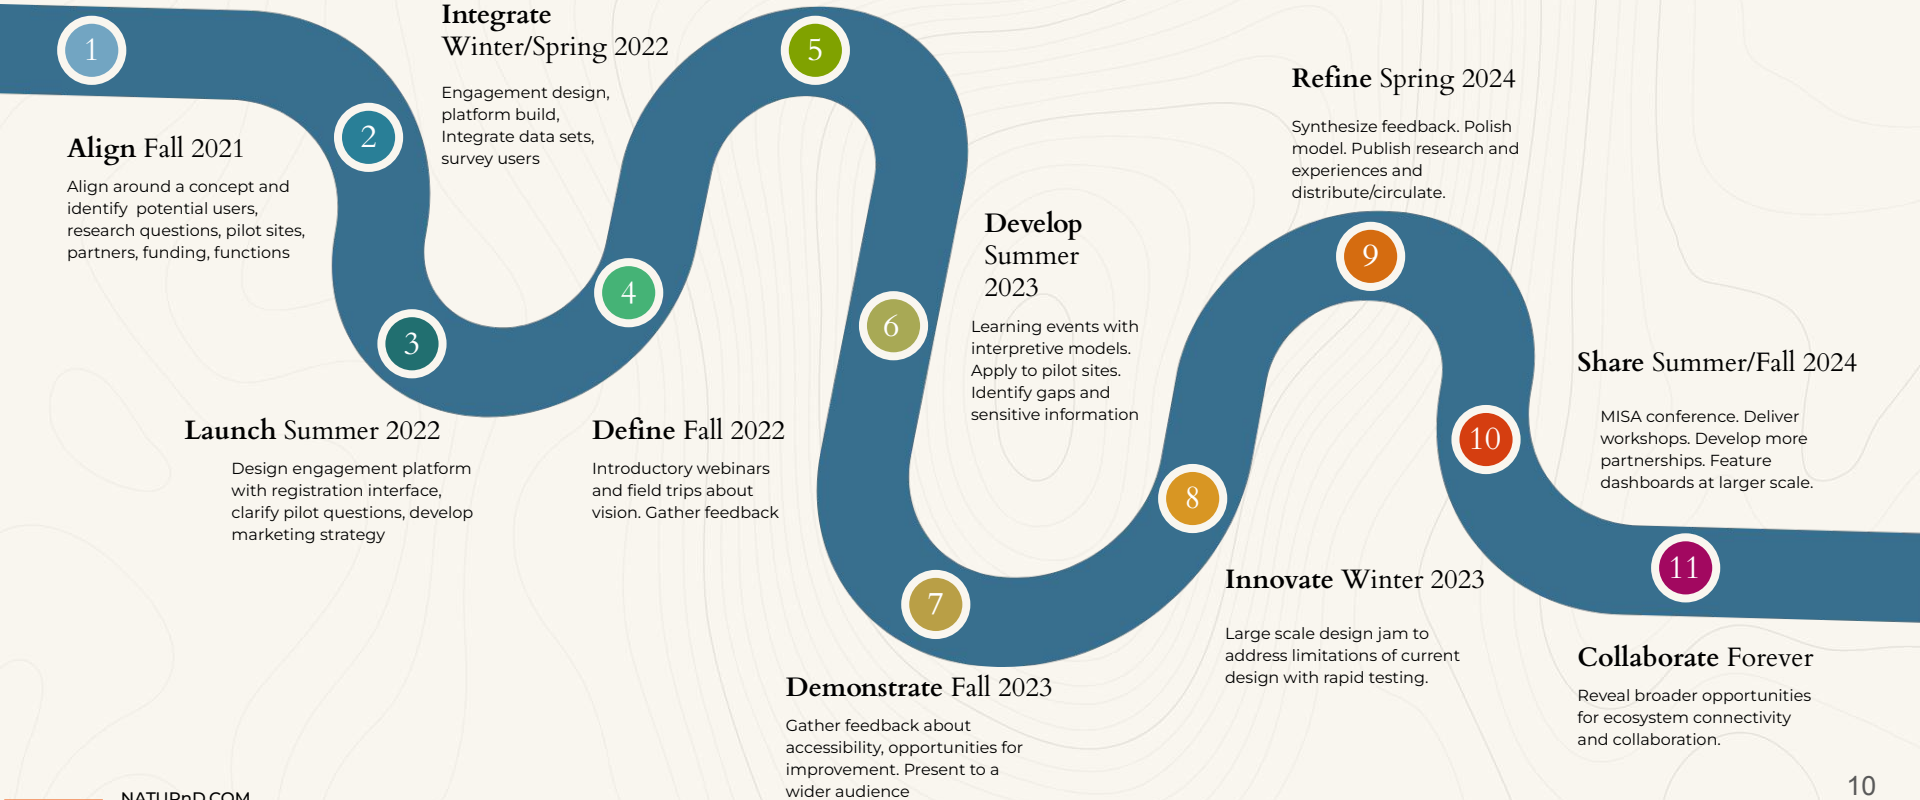 1
Align Fall 2021
Align around a concept and
identify potential users,
research questions, pilot sites,
partners, funding, functions
2
Integrate
Winter/Spring 2022
Engagement design,
platform build,
Integrate data sets,
survey users
3
Launch Summer 2022
Design engagement platform
with registration interface,
clarify pilot questions, develop
marketing strategy
4
Define Fall 2022
Introductory webinars
and field trips about
vision. Gather feedback
5
6
Develop
Summer
2023
Learning events with
interpretive models.
Apply to pilot sites.
Identify gaps and
sensitive information
7
Demonstrate Fall 2023
Gather feedback about
accessibility, opportunities for
improvement. Present to a
wider audience
8
Innovate Winter 2023
Large scale design jam to
address limitations of current
design with rapid testing.
9
Refine Spring 2024
Synthesize feedback. Polish
model. Publish research and
experiences and
distribute/circulate.
10
Share Summer/Fall 2024
MISA conference. Deliver
workshops. Develop more
partnerships. Feature
dashboards at larger scale.
11
Collaborate Forever
Reveal broader opportunities
for ecosystem connectivity
and collaboration.
NATURnD.COM
10